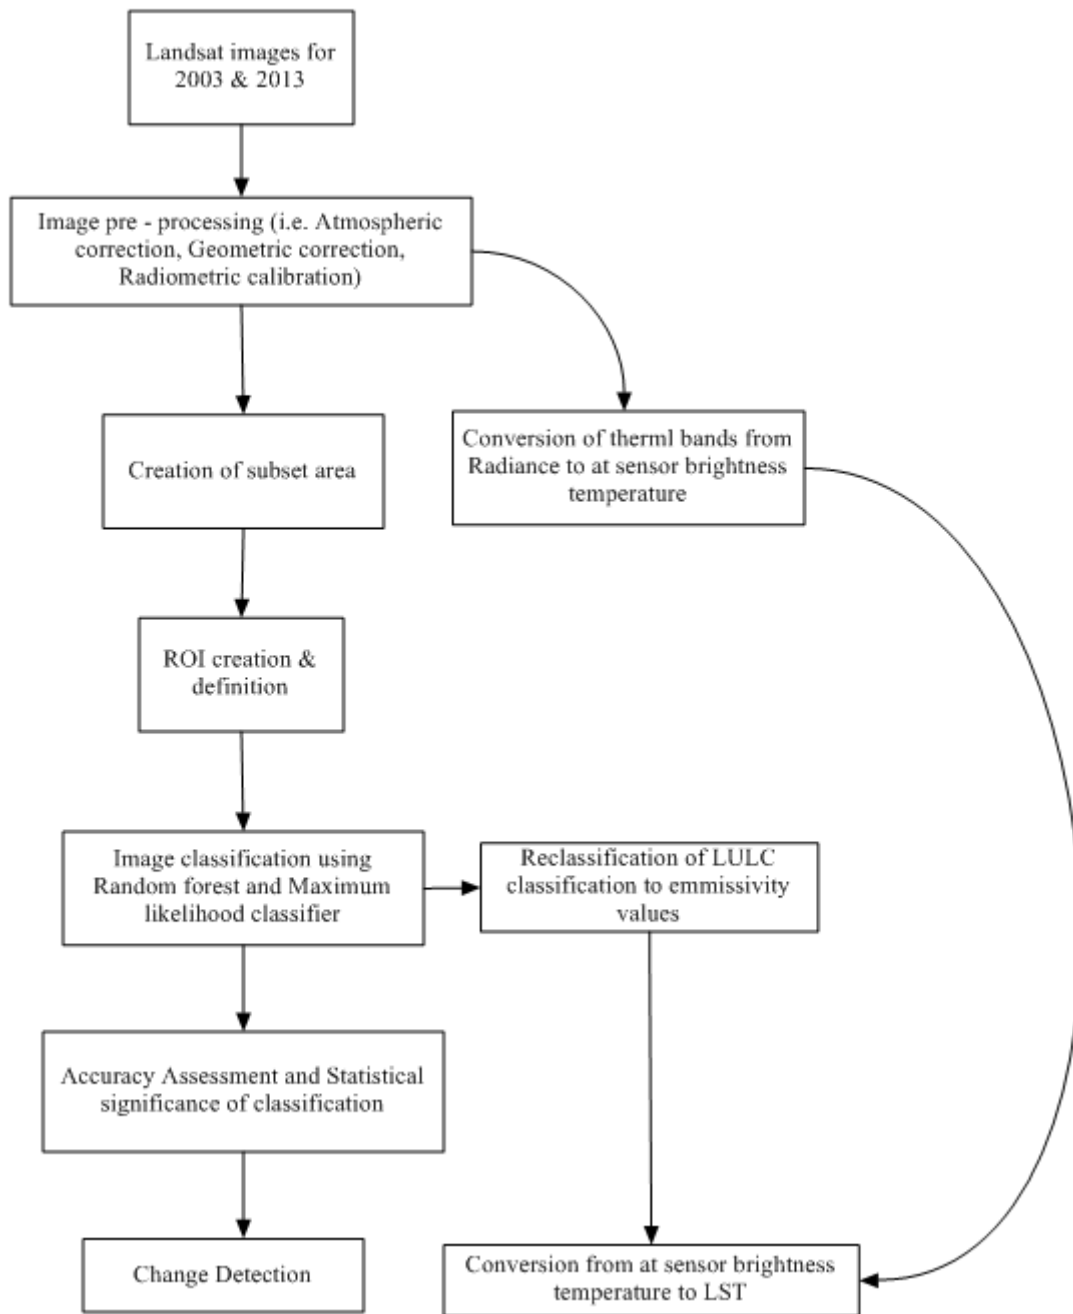 Landsat images for
2003 & 2013
Image pre - processing (i.e. Atmospheric
correction, Geometric correction,
Radiometric calibration)
Creation of subset area
Conversion of therml bands from
Radiance to at sensor brightness
temperature
ROI creation &
definition
Image classification using
Random forest and Maximum
likelihood classifier
Reclassification of LULC
classification to emmissivity
values
Accuracy Assessment and Statistical
significance of classification
Change Detection
Conversion from at sensor brightness
temperature to LST